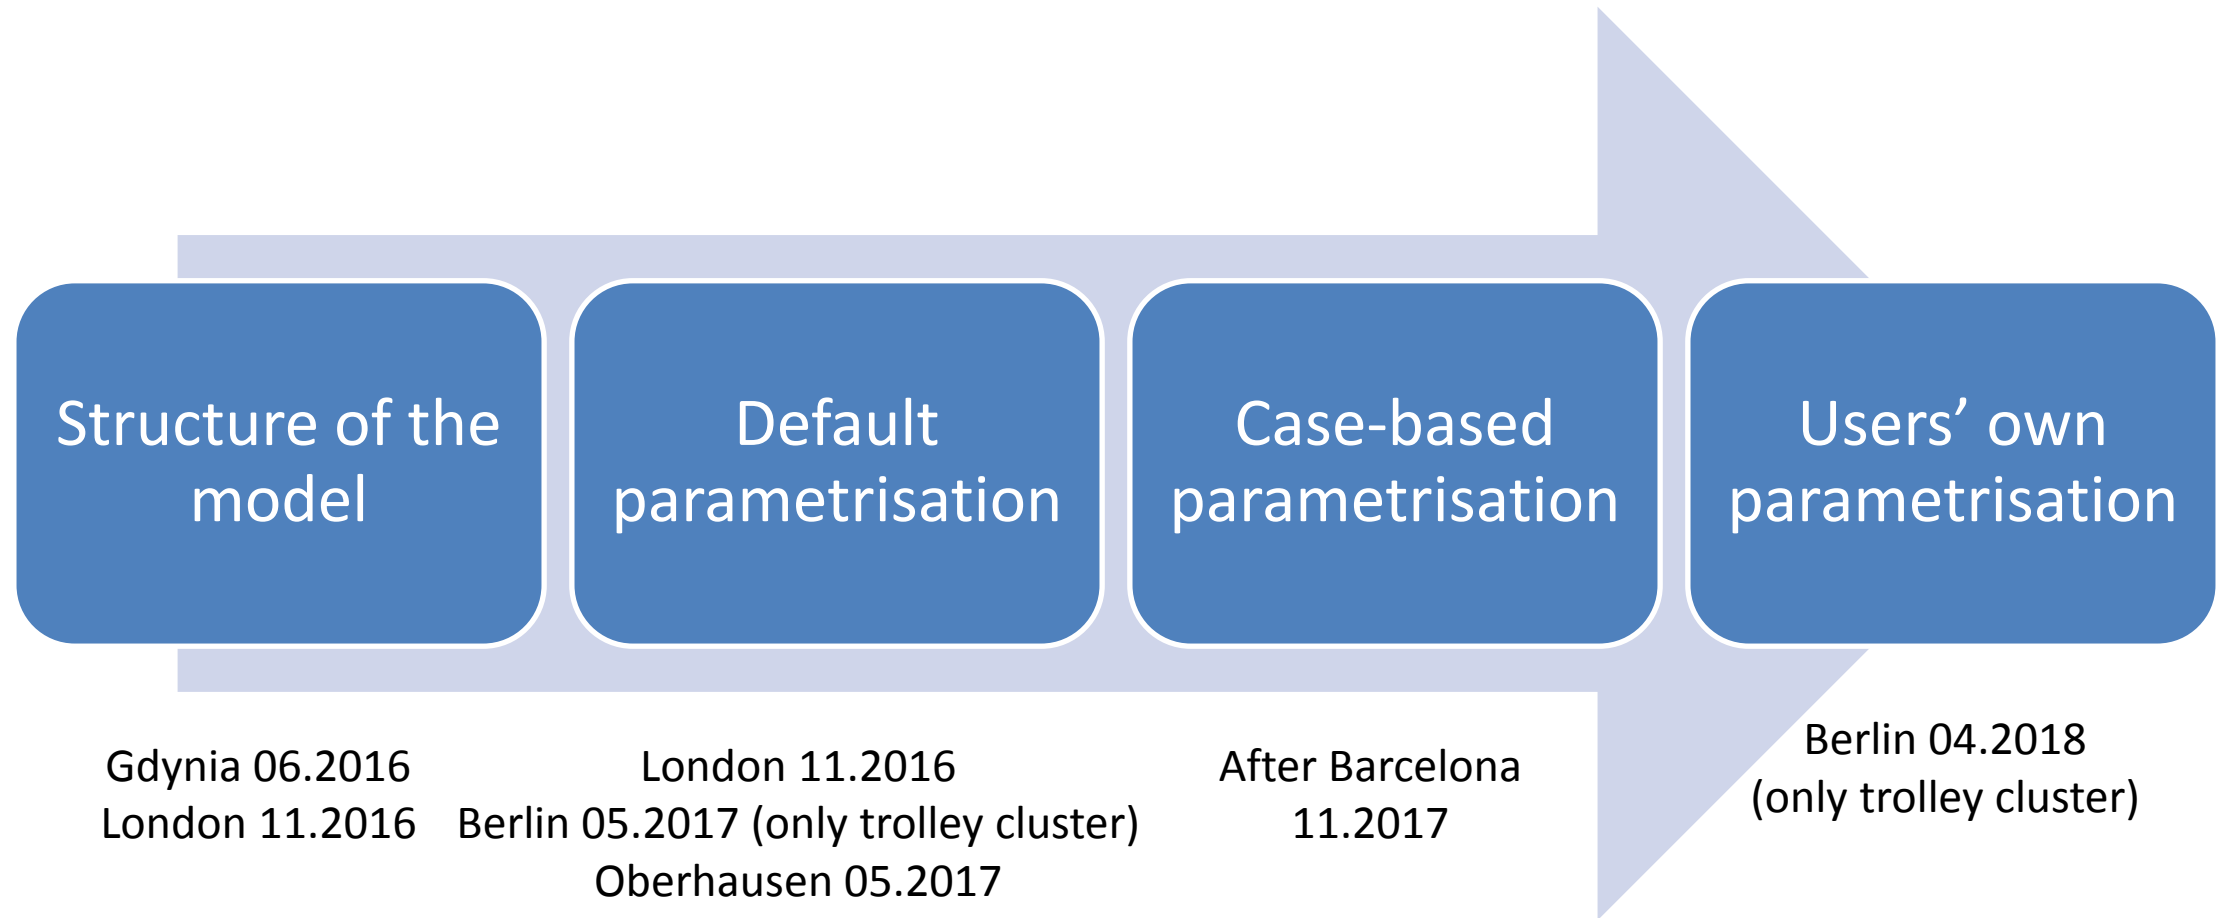 Structure of the
model
Default
parametrisation
Case-based
parametrisation
Users’ own
parametrisation
Gdynia 06.2016
London 11.2016
London 11.2016
Berlin 05.2017 (only trolley cluster)
Oberhausen 05.2017
After Barcelona
11.2017
Berlin 04.2018
(only trolley cluster)